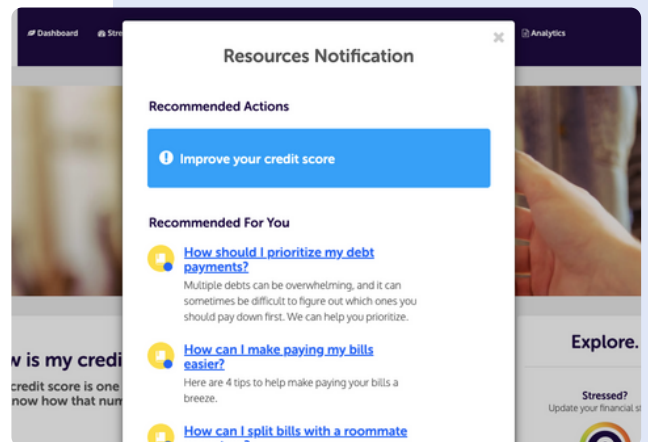 Dashboard
Stre
Analytics
Resources Notification
Recommended Actions
Improve your credit score
Recommended For You
How should I prioritize my debt
payments?
Multiple debts can be overwhelming, and it can
sometimes be difficult to figure out which ones you
should pay down first. We can help you prioritize.
How can I make paying my bills
easier?
Here are 4 tips to help make paying your bills a
breeze.
How can I split bills with a roommate
w is my credi
credit score is one
now how that num
Explore.
Stressed?
Update your financial st